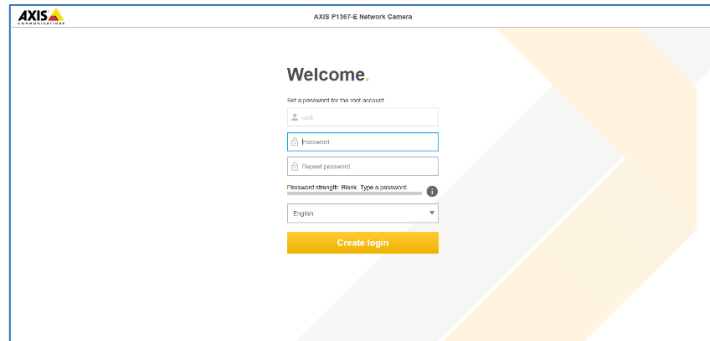 AXIS
COMMUNICATIONS
AXIS P1367-E Network Camera
Welcome.
Set a password for the root account
root
Password
Repeat password
Password strength: Blank. Type a password.
i
English
Create login